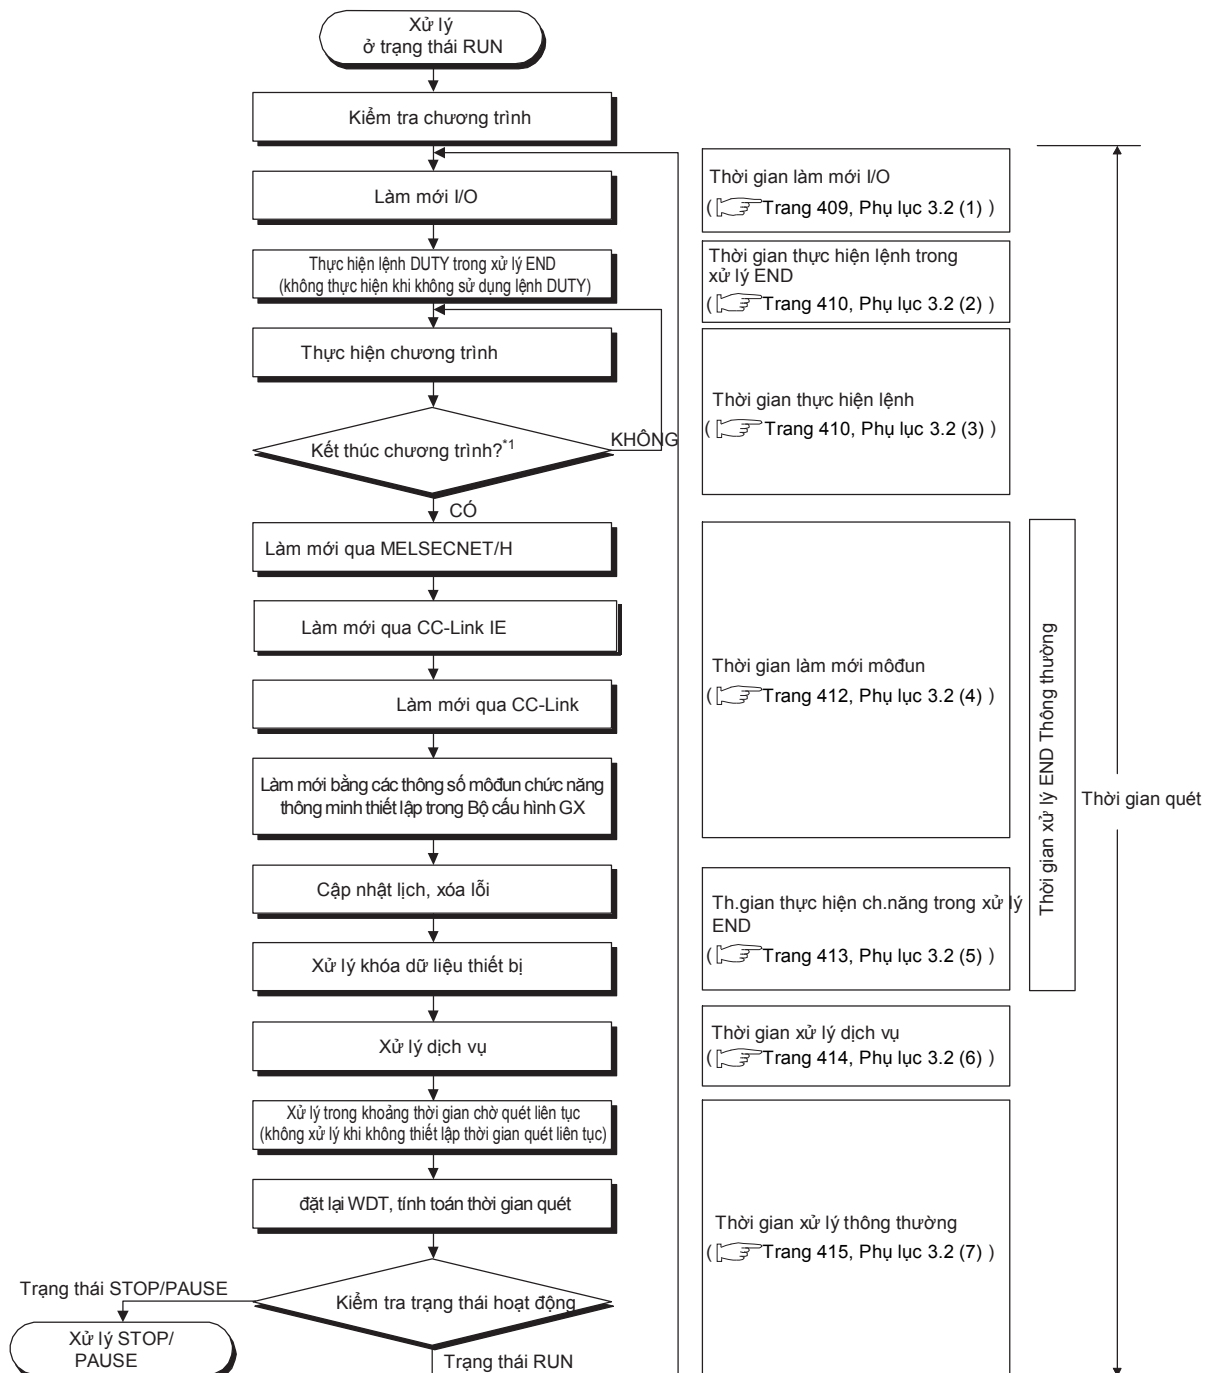 Xử lý
ở trạng thái RUN
Kiểm tra chương trình
Làm mới I/O
Thực hiện lệnh DUTY trong xử lý END
(không thực hiện khi không sử dụng lệnh DUTY)
Thực hiện chương trình
Kết thúc chương trình?*1
KHÔNG
CÓ
Làm mới qua MELSECNET/H
Làm mới qua CC-Link IE
Làm mới qua CC-Link
Làm mới bằng các thông số môđun chức năng
thông minh thiết lập trong Bộ cấu hình GX
Cập nhật lịch, xóa lỗi
Xử lý khóa dữ liệu thiết bị
Xử lý dịch vụ
Xử lý trong khoảng thời gian chờ quét liên tục
(không xử lý khi không thiết lập thời gian quét liên tục)
đặt lại WDT, tính toán thời gian quét
Kiểm tra trạng thái hoạt động
Trạng thái STOP/PAUSE
Xử lý STOP/
PAUSE
Trạng thái RUN
Thời gian làm mới I/O
( Trang 409, Phụ lục 3.2 (1) )
Thời gian thực hiện lệnh trong
xử lý END
( Trang 410, Phụ lục 3.2 (2) )
Thời gian thực hiện lệnh
( Trang 410, Phụ lục 3.2 (3) )
Thời gian làm mới môđun
( Trang 412, Phụ lục 3.2 (4) )
Th.gian thực hiện ch.năng trong xử lý
END
( Trang 413, Phụ lục 3.2 (5) )
Thời gian xử lý dịch vụ
( Trang 414, Phụ lục 3.2 (6) )
Thời gian xử lý thông thường
( Trang 415, Phụ lục 3.2 (7) )
Thời gian xử lý END Thông thường
Thời gian quét